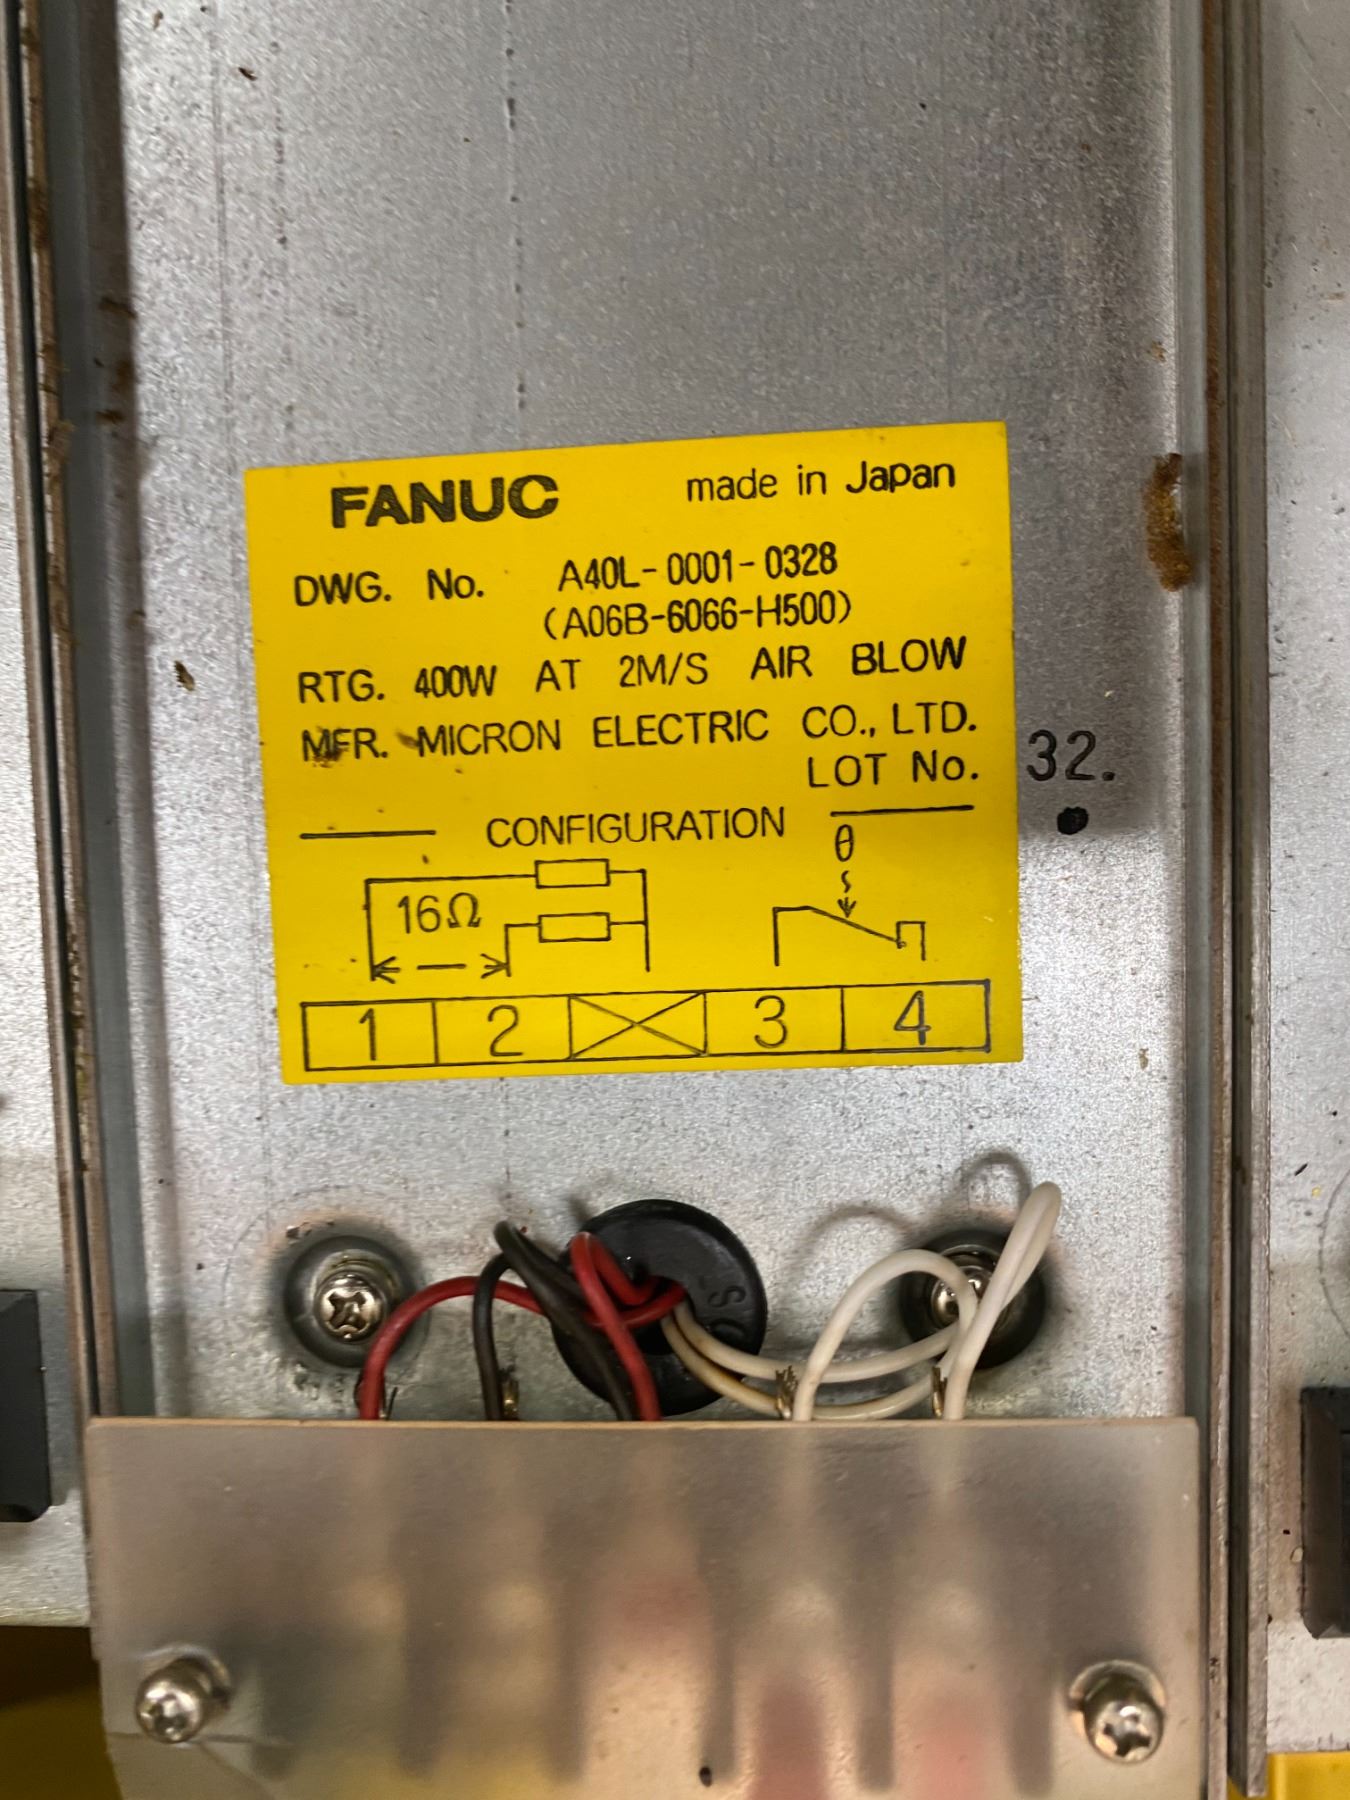 FANUC made in Japan
DWG. No. A40L-0001-0328
(A06B-6066-H500)
RTG. 400W AT 2M/S AIR BLOW
MFR. MICRON ELECTRIC CO., LTD.
LOT No. 32.
CONFIGURATION
θ
16Ω
1 2 3 4